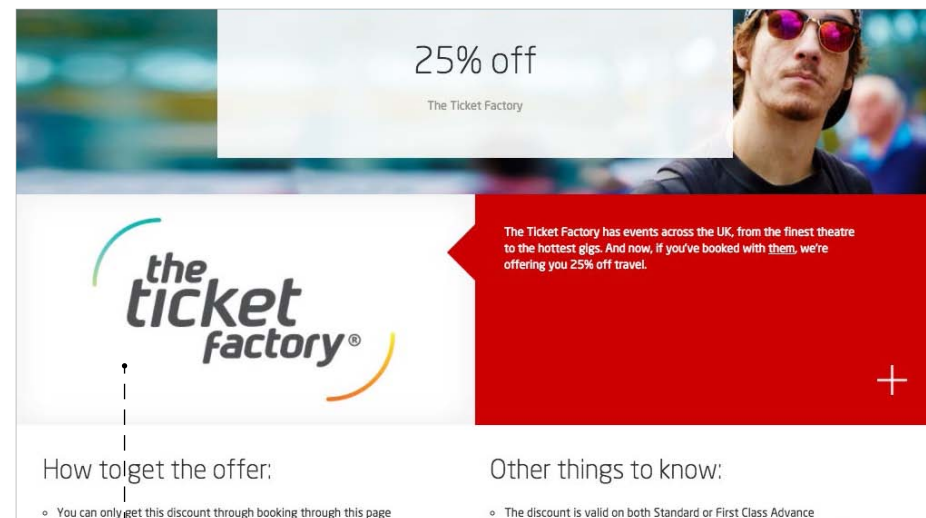 25% off
The Ticket Factory
the
ticket
factory®
The Ticket Factory has events across the UK, from the finest theatre
to the hottest gigs. And now, if you've booked with them, we're
offering you 25% off travel.
How to get the offer:
You can only get this discount through booking through this page
Other things to know:
The discount is valid on both Standard or First Class Advance